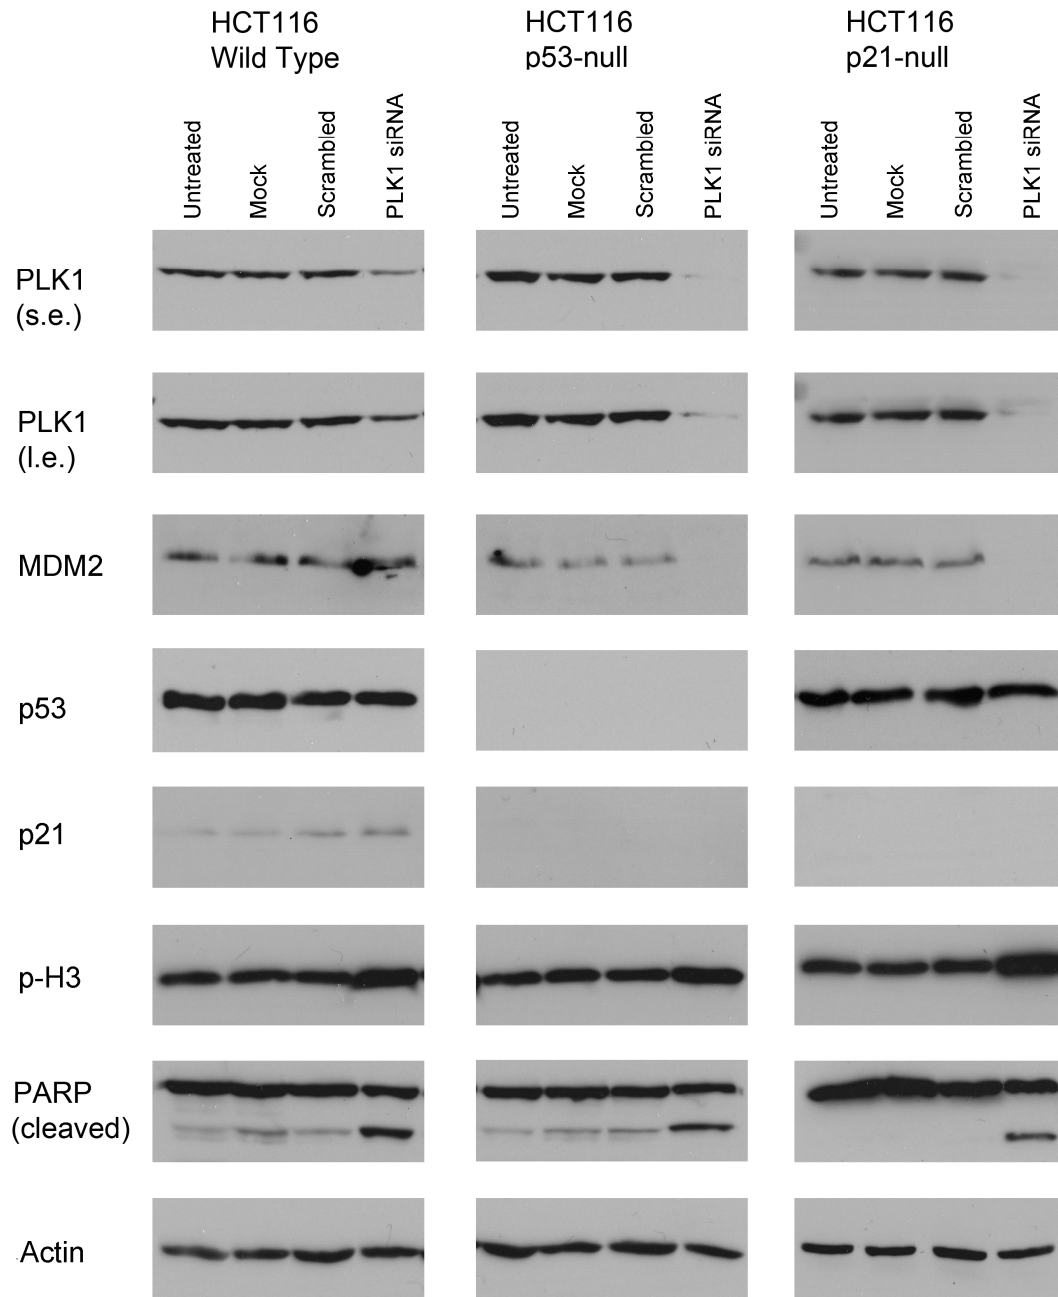 HCT116
Wild Type
HCT116
p53-null
HCT116
p21-null
Untreated
Mock
Scrambled
PLK1 siRNA
Untreated
Mock
Scrambled
PLK1 siRNA
Untreated
Mock
Scrambled
PLK1 siRNA
PLK1
(s.e.)
PLK1
(l.e.)
MDM2
p53
p21
p-H3
PARP
(cleaved)
Actin